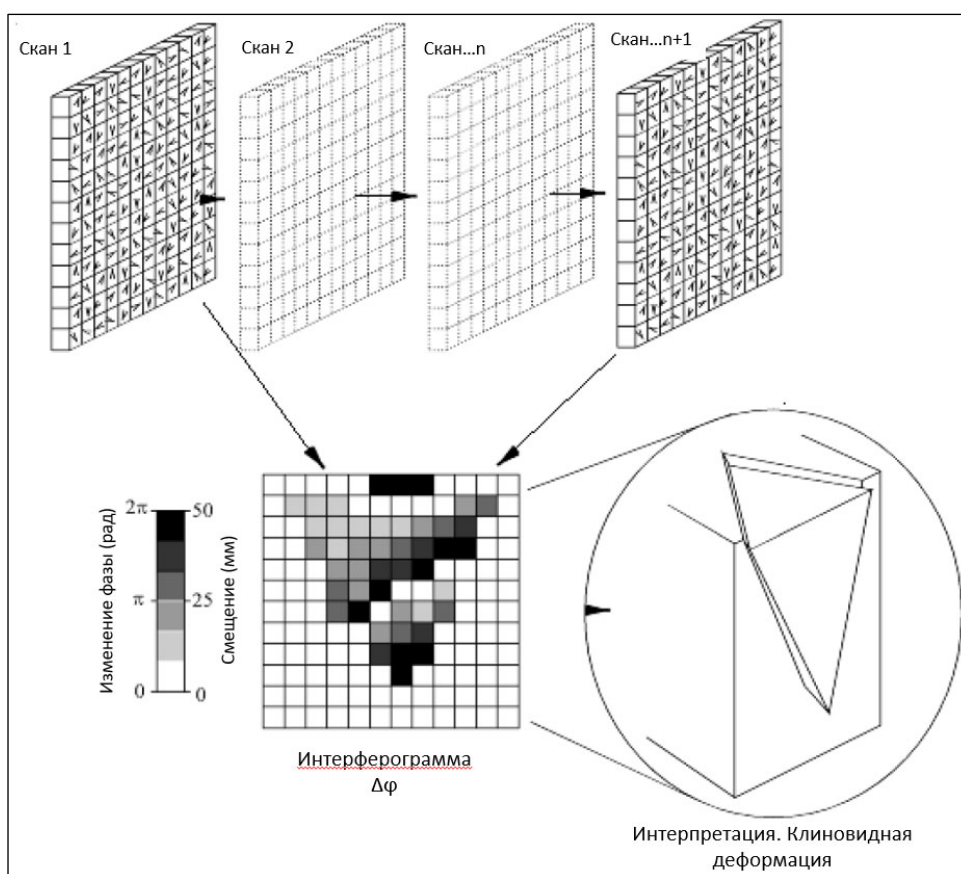 Скан 1
Скан 2
Скан...n
Скан...n+1
Изменение фазы (рад)
2π
π
0
50
25
0
Смещение (мм)
Интерферограмма
Δφ
Интерпретация. Клиновидная
деформация